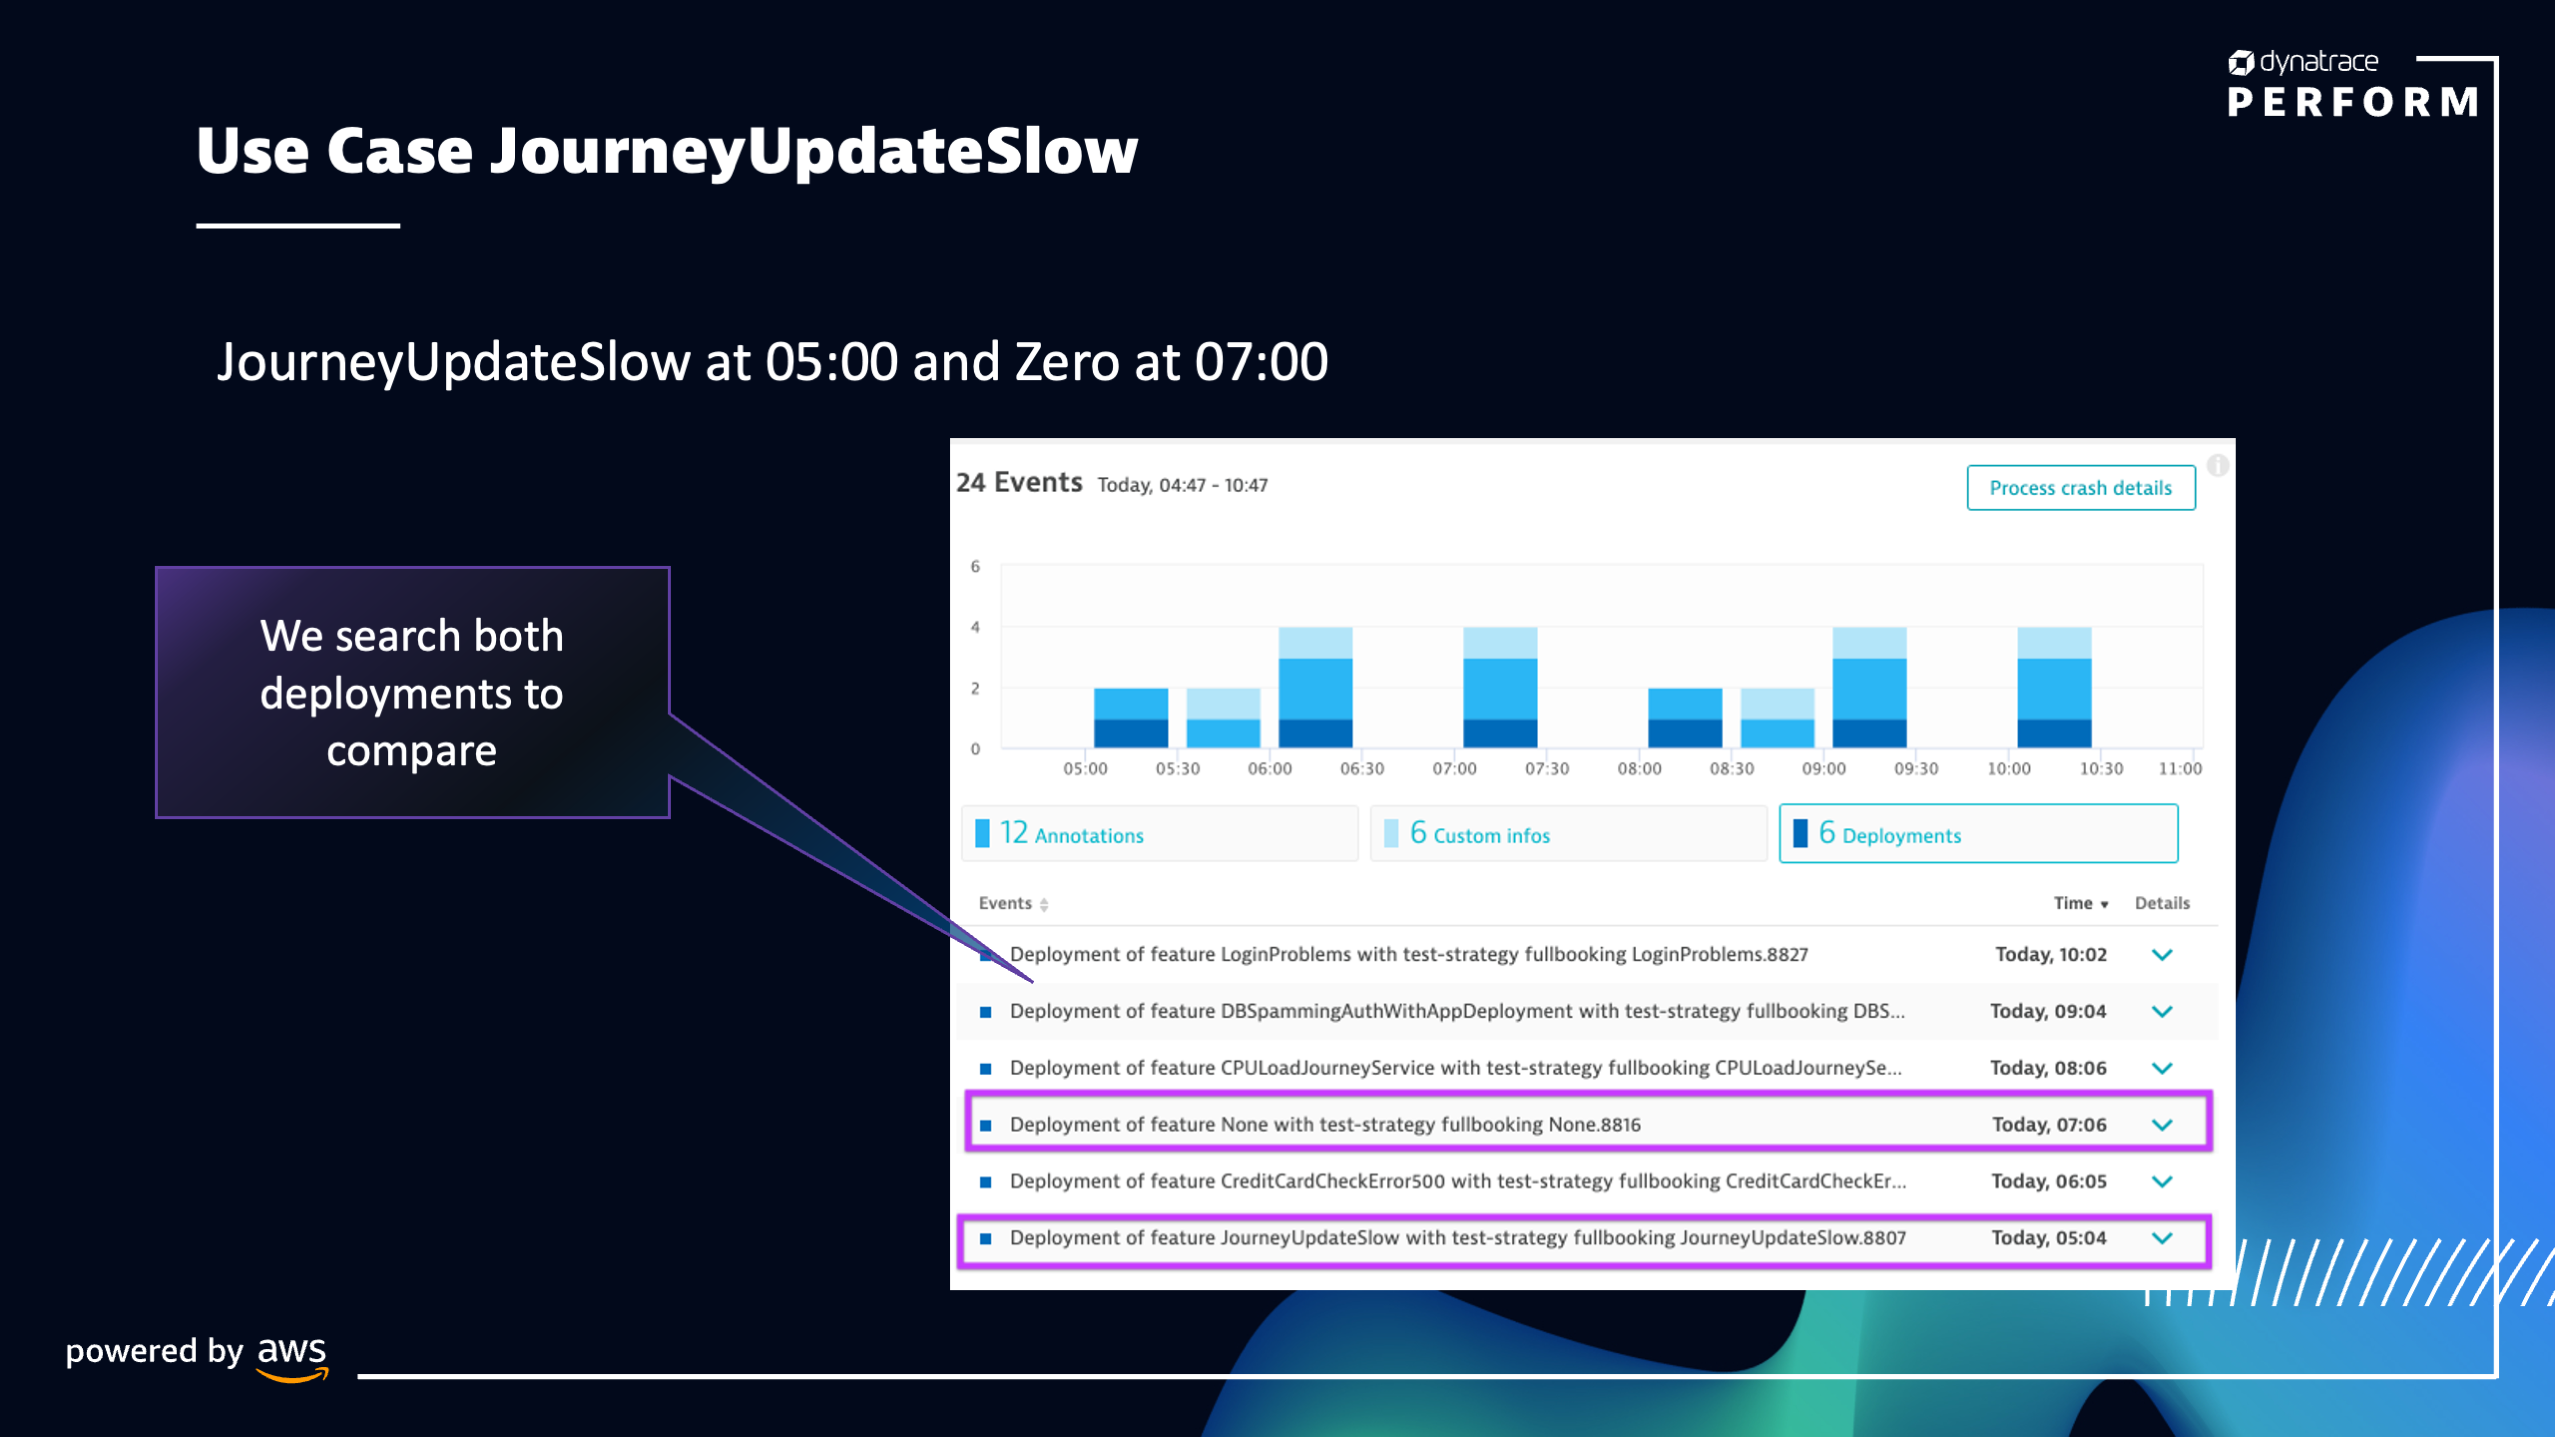 dynatrace
PERFORM
Use Case JourneyUpdateSlow
JourneyUpdateSlow at 05:00 and Zero at 07:00
We search both
deployments to
compare
24 Events Today, 04:47 - 10:47
Process crash details
6
4
2
0
05:00 05:30 06:00 06:30 07:00 07:30 08:00 08:30 09:00 09:30 10:00 10:30 11:00
12 Annotations 6 Custom infos 6 Deployments
Events Time Details
Deployment of feature LoginProblems with test-strategy fullbooking LoginProblems.8827 Today, 10:02
Deployment of feature DBSpammingAuthWithAppDeployment with test-strategy fullbooking DBS... Today, 09:04
Deployment of feature CPULoadJourneyService with test-strategy fullbooking CPULoadJourneySe... Today, 08:06
Deployment of feature None with test-strategy fullbooking None.8816 Today, 07:06
Deployment of feature CreditCardCheckError500 with test-strategy fullbooking CreditCardCheckEr... Today, 06:05
Deployment of feature JourneyUpdateSlow with test-strategy fullbooking JourneyUpdateSlow.8807 Today, 05:04
powered by aws